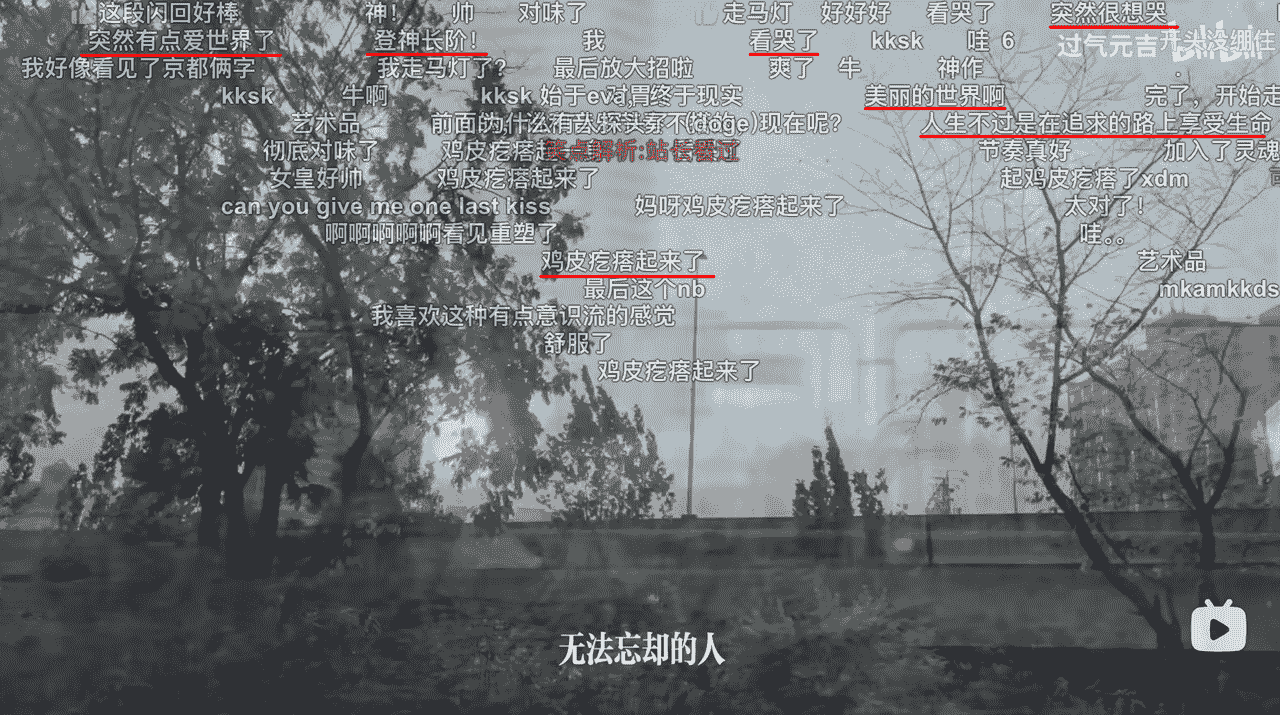 这段闪回好棒 神！ 帅 对味了 走马灯 好好好 看哭了 突然很想哭
突然有点爱世界了 登神长阶！ 我 看哭了 kksk 哇 6 过气元吉
我好像看见了京都俩字 我走马灯了？ 最后放大招啦 爽了 牛 神作
kksk 牛啊 kksk 始于eva, 终于现实 美丽的世界啊 完了，开始走
艺术品 前面的 现在呢？ 人生不过是在追求的路上享受生命
彻底对味了 鸡皮疙瘩起 节奏真好 加入了灵魂
女皇好帅 鸡皮疙瘩起来了 起鸡皮疙瘩了xdm
can you give me one last kiss 妈呀鸡皮疙瘩起来了 太对了！
啊啊啊啊啊看见重塑了 哇。。
鸡皮疙瘩起来了 艺术品
最后这个nb mkamkkds
我喜欢这种有点意识流的感觉
舒服了
鸡皮疙瘩起来了
无法忘却的人